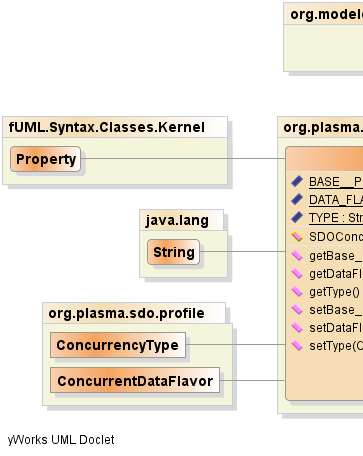 org.model
fUML.Syntax.Classes.Kernel
Property
org.plasma.
BASE__P
DATA_FLA
TYPE : Str
SDOConc
getBase_
getDataFl
getType()
setBase_
setDataFl
setType(C
java.lang
String
org.plasma.sdo.profile
ConcurrencyType
ConcurrentDataFlavor
yWorks UML Doclet